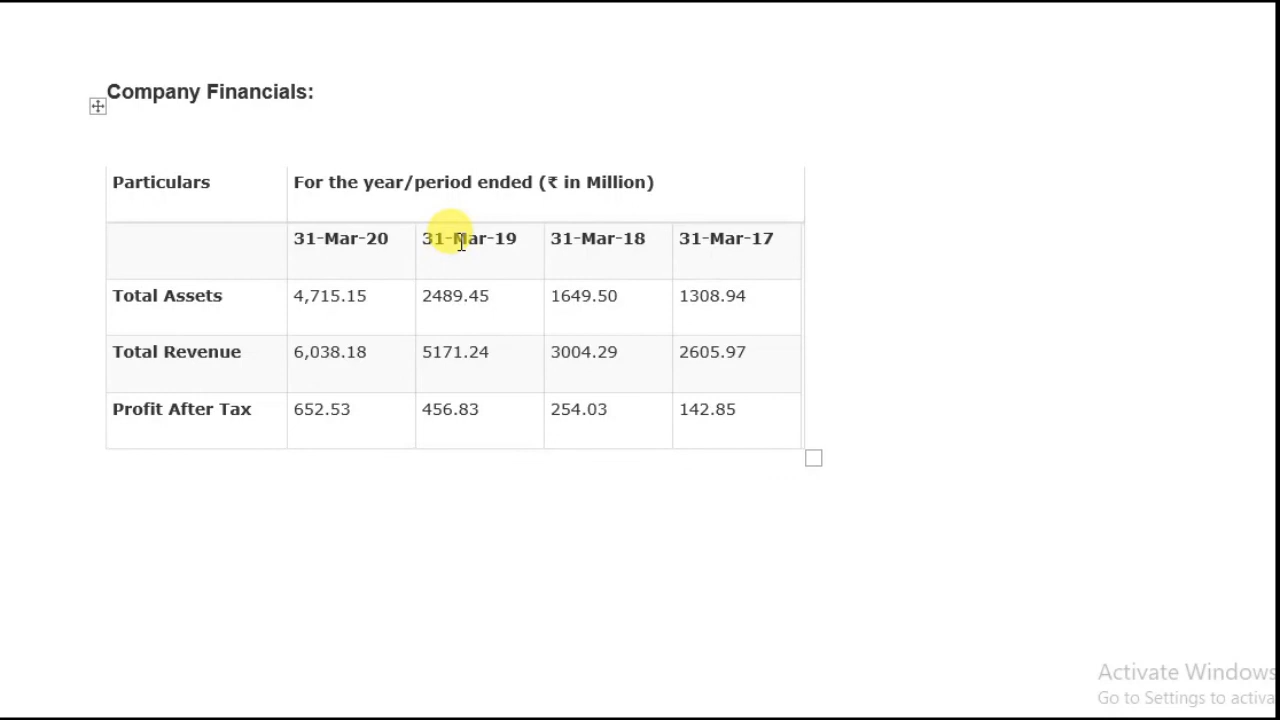 Company Financials:
Particulars For the year/period ended (₹ in Million)
31-Mar-20 31-Mar-19 31-Mar-18 31-Mar-17
Total Assets 4,715.15 2489.45 1649.50 1308.94
Total Revenue 6,038.18 5171.24 3004.29 2605.97
Profit After Tax 652.53 456.83 254.03 142.85
Activate Windows
Go to Settings to activa